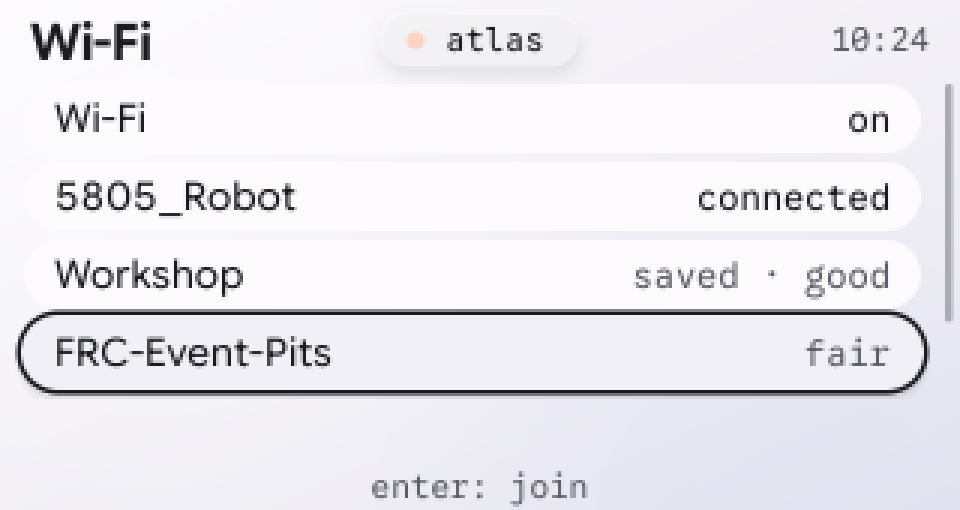 Wi-Fi atlas 10:24
Wi-Fi on
5805_Robot connected
Workshop saved · good
FRC-Event-Pits fair
enter: join